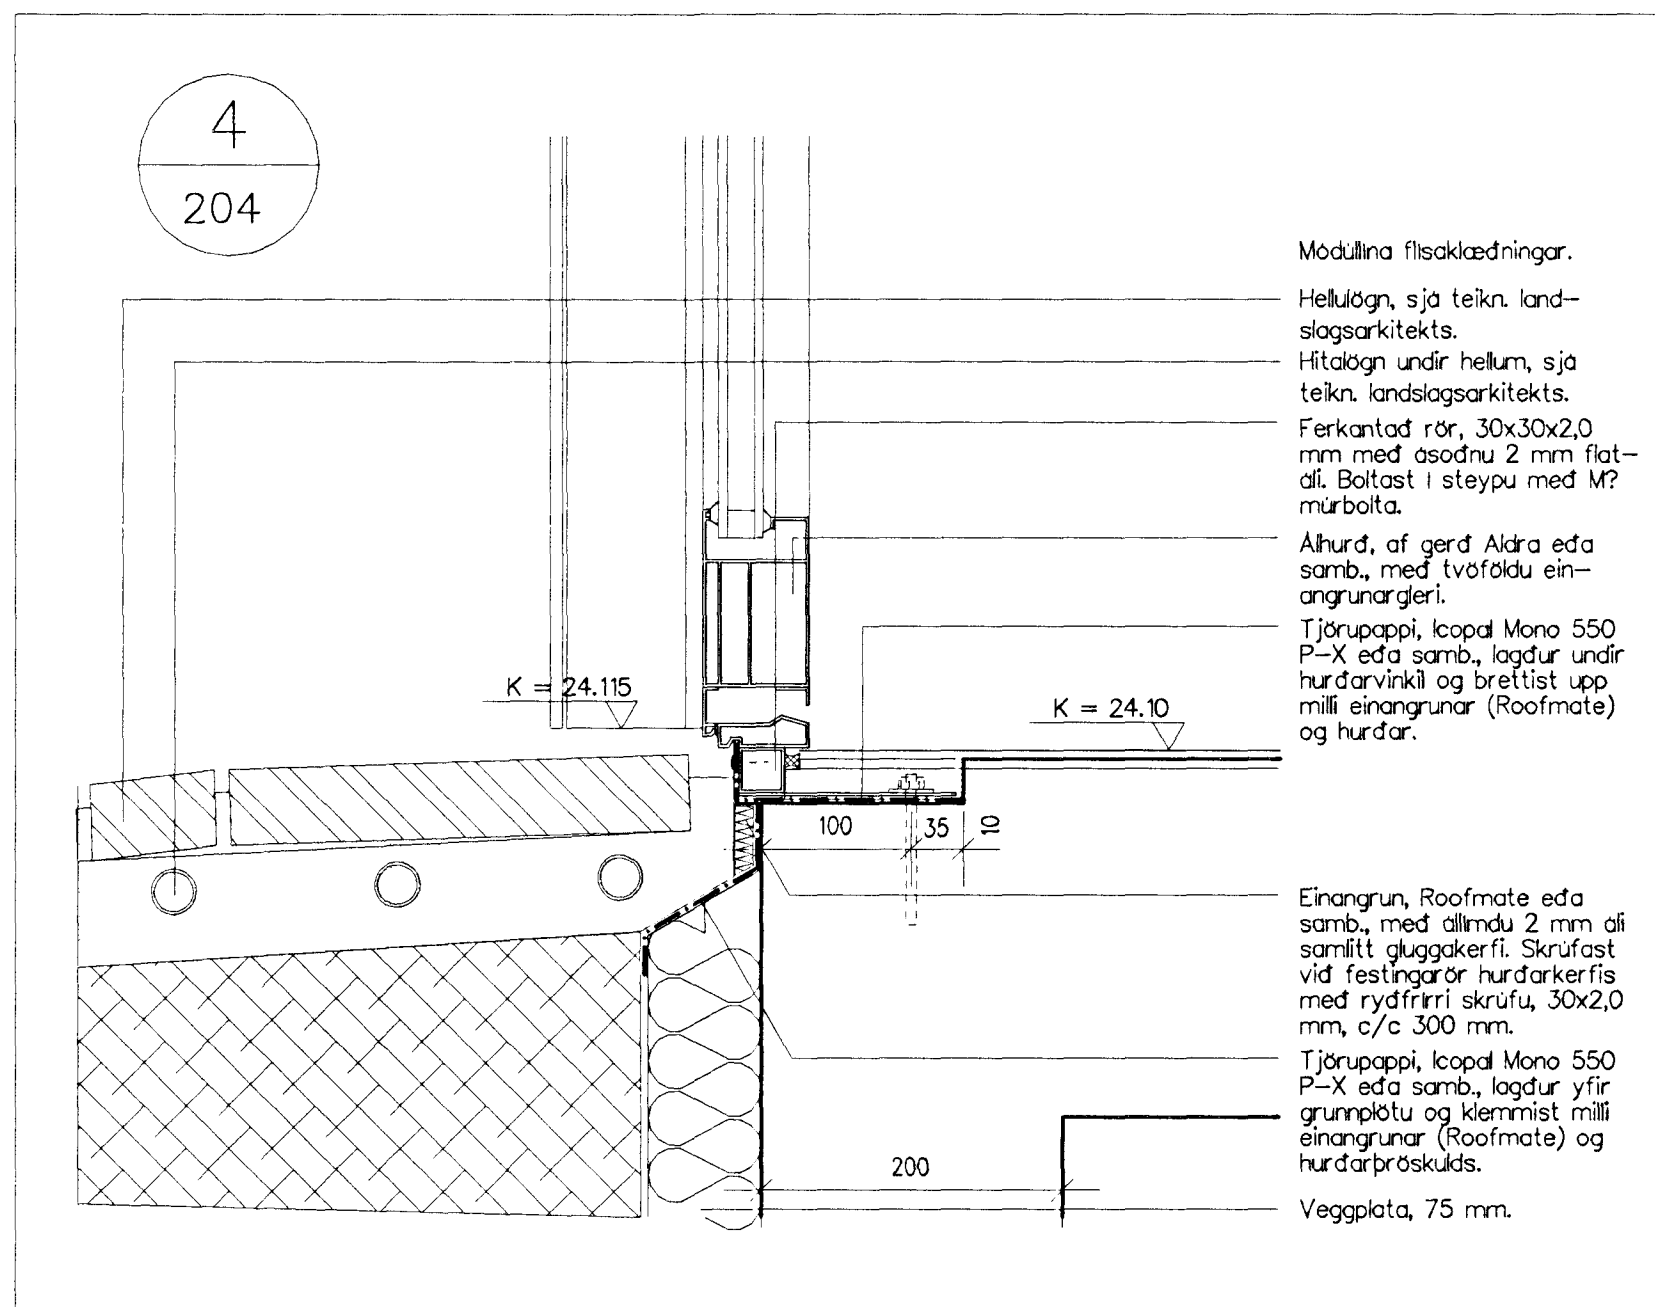 4
204
Módúllína flísaklæðningar.
Hellulögn, sjá teikn. land–
slagsarkitekts.
Hitalögn undir hellum, sjá
teikn. landslagsarkitekts.
Ferkantað rör, 30x30x2,0
mm með ásoðnu 2 mm flat–
áli. Boltast í steypu með M?
múrbolta.
Álhurð, af gerð Aldra eða
samb., með tvöföldu ein–
angrunargleri.
Tjörupappi, Icopal Mono 550
P–X eða samb., lagður undir
hurðarvinkil og brettist upp
milli einangrunar (Roofmate)
og hurðar.
K = 24.115
K = 24.10
100
35
10
Einangrun, Roofmate eða
samb., með állímdu 2 mm áli
samlitt gluggakerfi. Skrúfast
við festingarör hurðarkerfis
með ryðfrírri skrúfu, 30x2,0
mm, c/c 300 mm.
Tjörupappi, Icopal Mono 550
P–X eða samb., lagður yfir
grunnplötu og klemmist milli
einangrunar (Roofmate) og
hurðarþröskulds.
200
Veggplata, 75 mm.